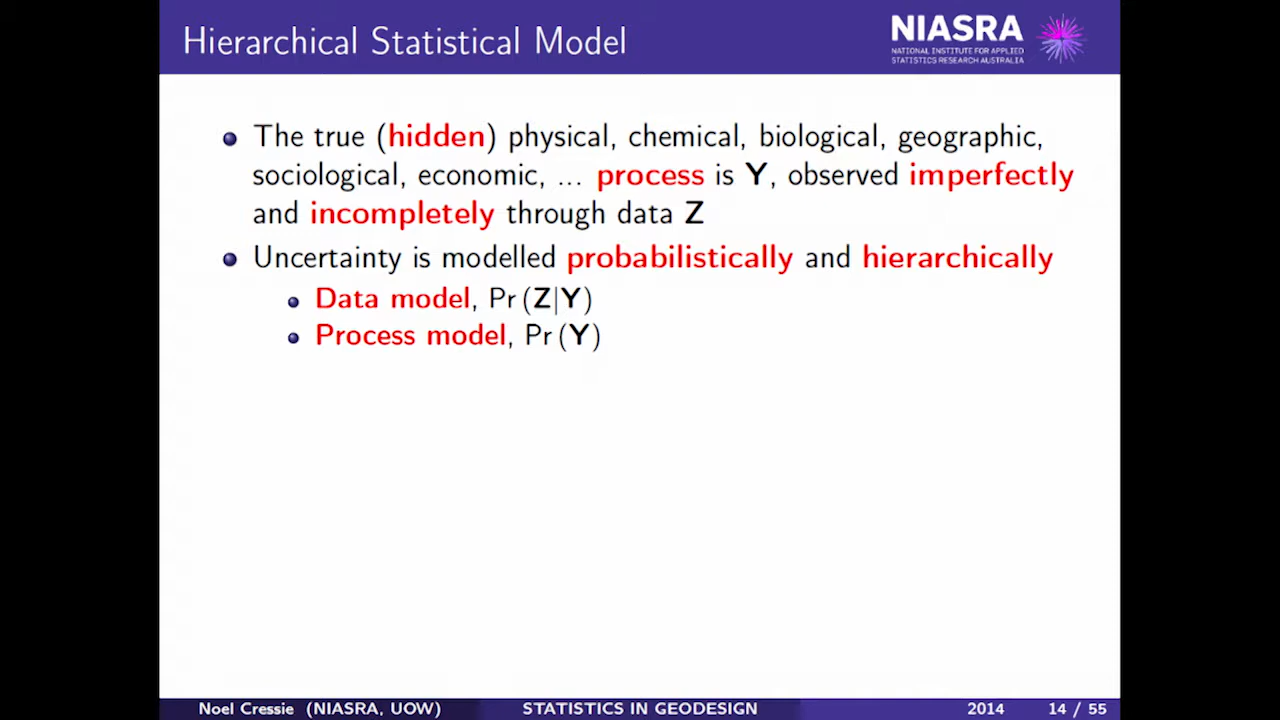 Hierarchical Statistical Model
NIASRA
NATIONAL INSTITUTE FOR APPLIED
STATISTICS RESEARCH AUSTRALIA
The true (hidden) physical, chemical, biological, geographic,
sociological, economic, ... process is Y, observed imperfectly
and incompletely through data Z
Uncertainty is modelled probabilistically and hierarchically
Data model, Pr (Z|Y)
Process model, Pr (Y)
Noel Cressie (NIASRA, UOW) STATISTICS IN GEODESIGN 2014 14 / 55